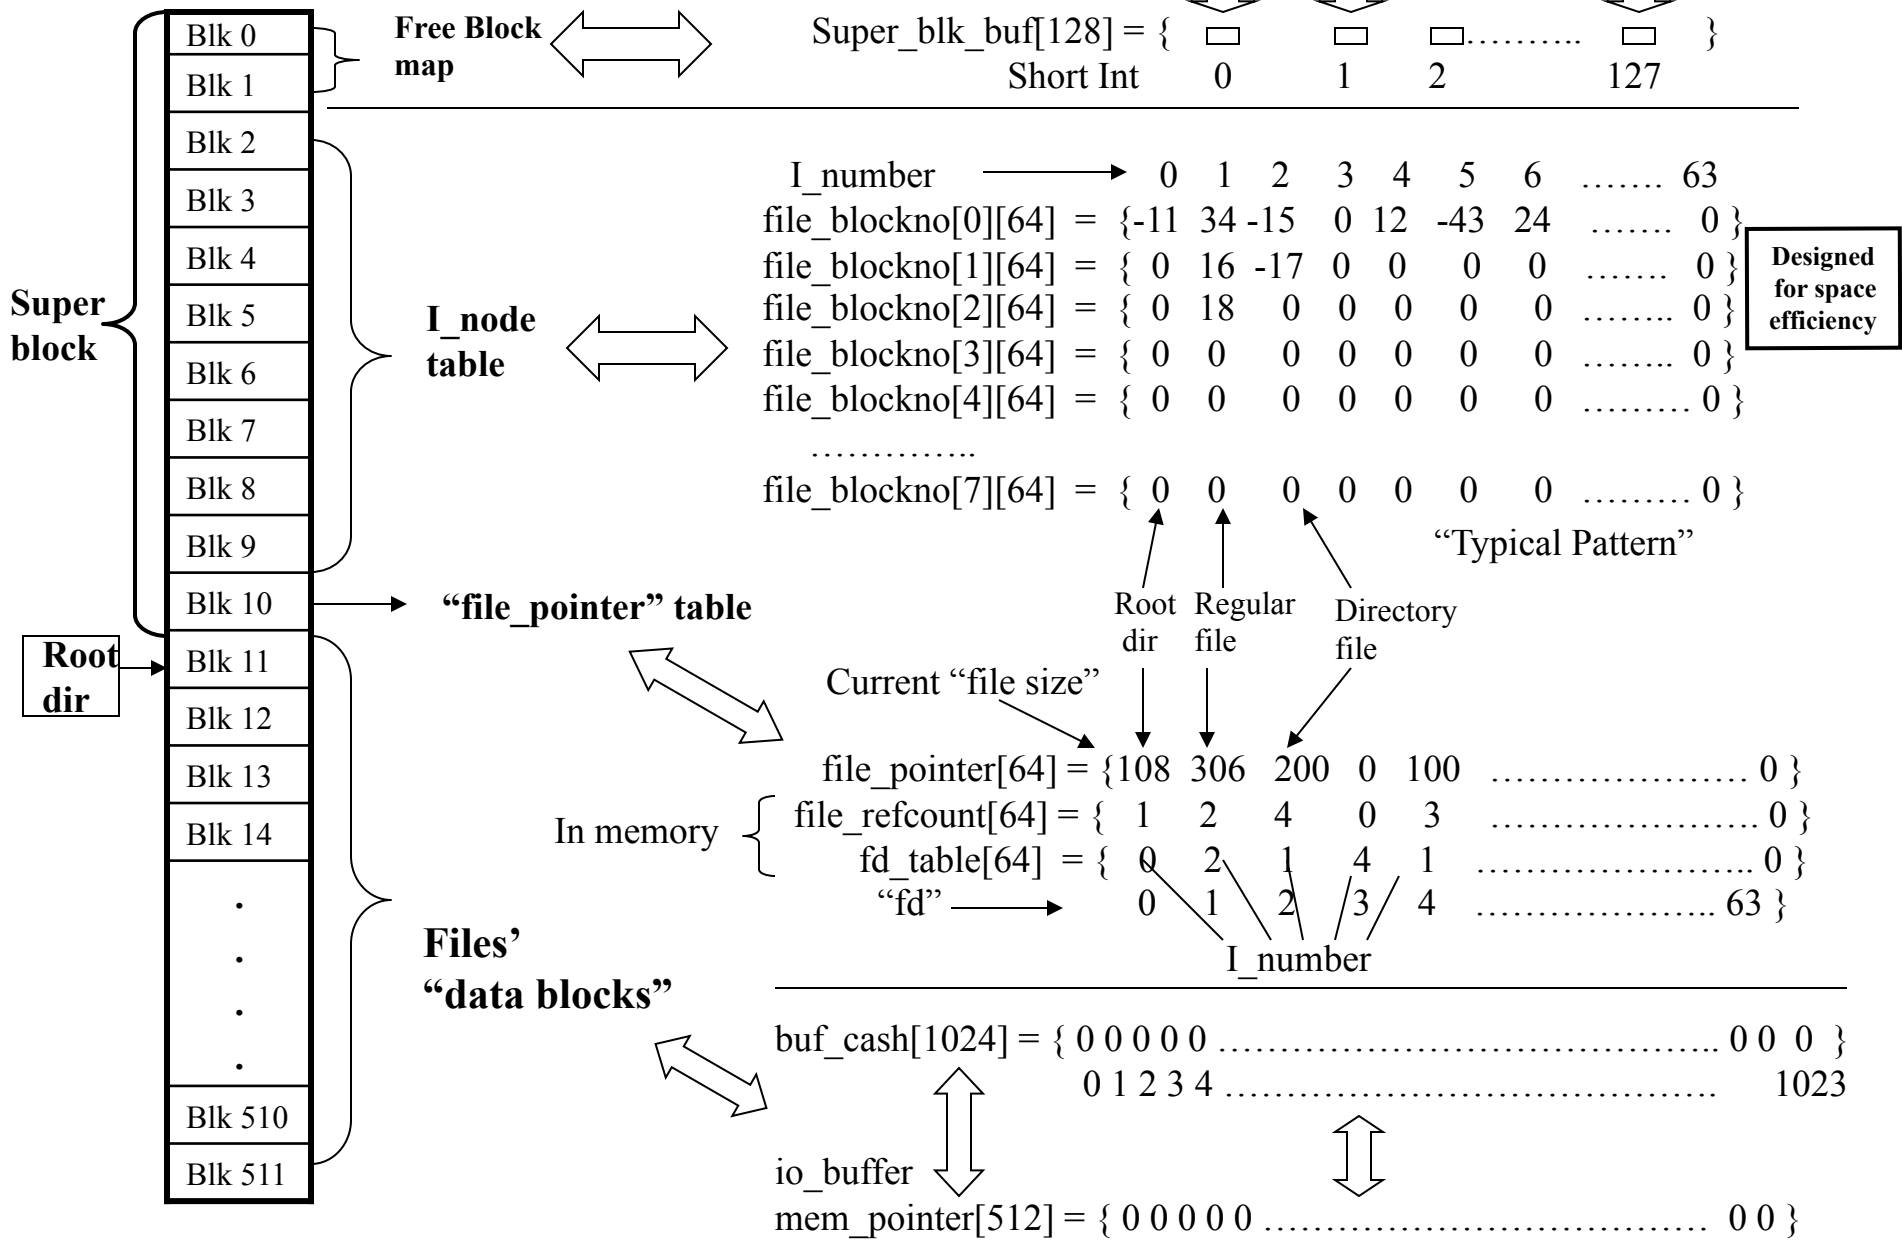 Blk 0
Blk 1
Blk 2
Blk 3
Blk 4
Blk 5
Blk 6
Blk 7
Blk 8
Blk 9
Blk 10
Blk 11
Blk 12
Blk 13
Blk 14
.
.
.
.
Blk 510
Blk 511
Super
block
Root
dir
Free Block
map
Super_blk_buf[128] = { ……….. }
Short Int 0 1 2 127
I_node
table
I_number 0 1 2 3 4 5 6 ……. 63
file_blockno[0][64] = {-11 34 -15 0 12 -43 24 ……. 0 }
file_blockno[1][64] = { 0 16 -17 0 0 0 0 ……. 0 }
file_blockno[2][64] = { 0 18 0 0 0 0 0 …….. 0 }
file_blockno[3][64] = { 0 0 0 0 0 0 0 …….. 0 }
file_blockno[4][64] = { 0 0 0 0 0 0 0 ……… 0 }
…………..
file_blockno[7][64] = { 0 0 0 0 0 0 0 ……… 0 }
Designed
for space
efficiency
“Typical Pattern”
“file_pointer” table
Root
dir
Regular
file
Directory
file
Current “file size”
file_pointer[64] = {108 306 200 0 100 ………………… 0 }
In memory
file_refcount[64] = { 1 2 4 0 3 …………………. 0 }
fd_table[64] = { 0 2 1 4 1 ……………………….. 0 }
“fd” 0 1 2 3 4 ………………….. 63 }
I_number
Files’
“data blocks”
buf_cash[1024] = { 0 0 0 0 0 ………………………………………….. 0 0 0 }
0 1 2 3 4 ………………………………………….. 1023
io_buffer
mem_pointer[512] = { 0 0 0 0 0 ……………………………………… 0 0 }